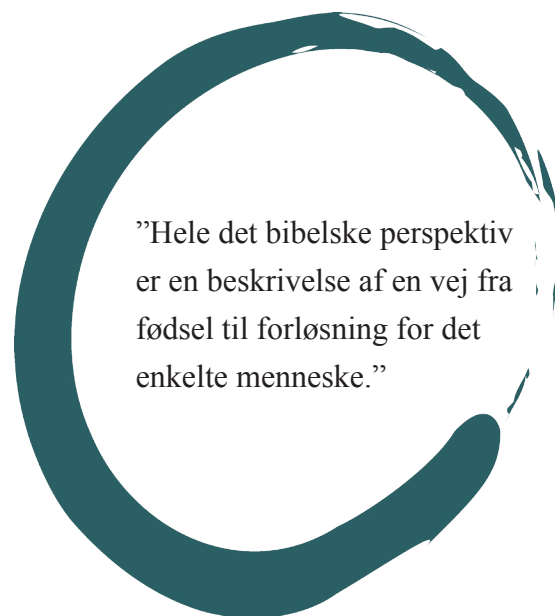 ”Hele det bibelske perspektiv
er en beskrivelse af en vej fra
fødsel til forløsning for det
enkelte menneske.”